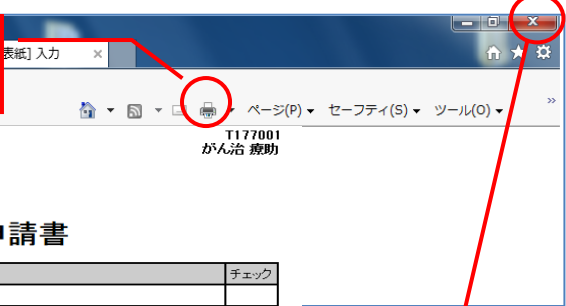 表紙] 入力 ×
ページ(P) セーフティ(S) ツール(O) »
T177001
がん治 療助
申請書
チェック